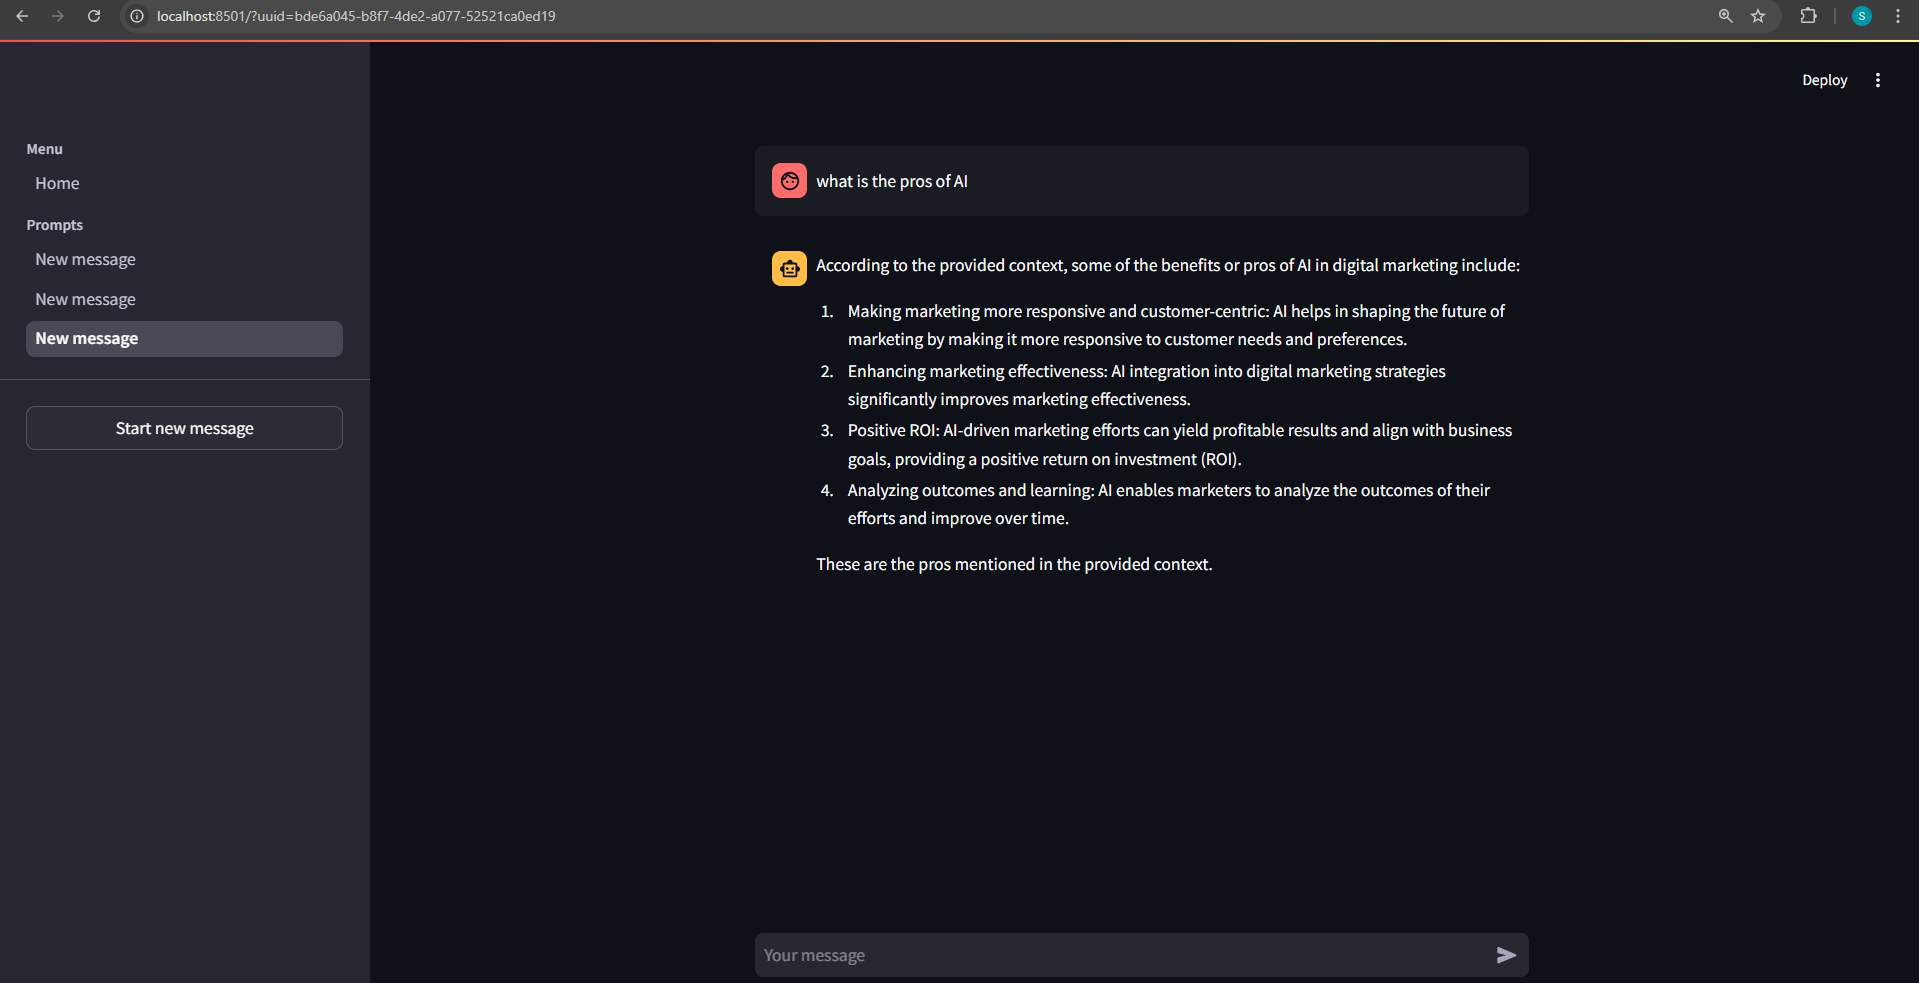 localhost:8501/?uuid=bde6a045-b8f7-4de2-a077-52521ca0ed19
S
Deploy
Menu
Home
Prompts
New message
New message
New message
Start new message
what is the pros of AI
According to the provided context, some of the benefits or pros of AI in digital marketing include:
1. Making marketing more responsive and customer-centric: AI helps in shaping the future of
marketing by making it more responsive to customer needs and preferences.
2. Enhancing marketing effectiveness: AI integration into digital marketing strategies
significantly improves marketing effectiveness.
3. Positive ROI: AI-driven marketing efforts can yield profitable results and align with business
goals, providing a positive return on investment (ROI).
4. Analyzing outcomes and learning: AI enables marketers to analyze the outcomes of their
efforts and improve over time.
These are the pros mentioned in the provided context.
Your message